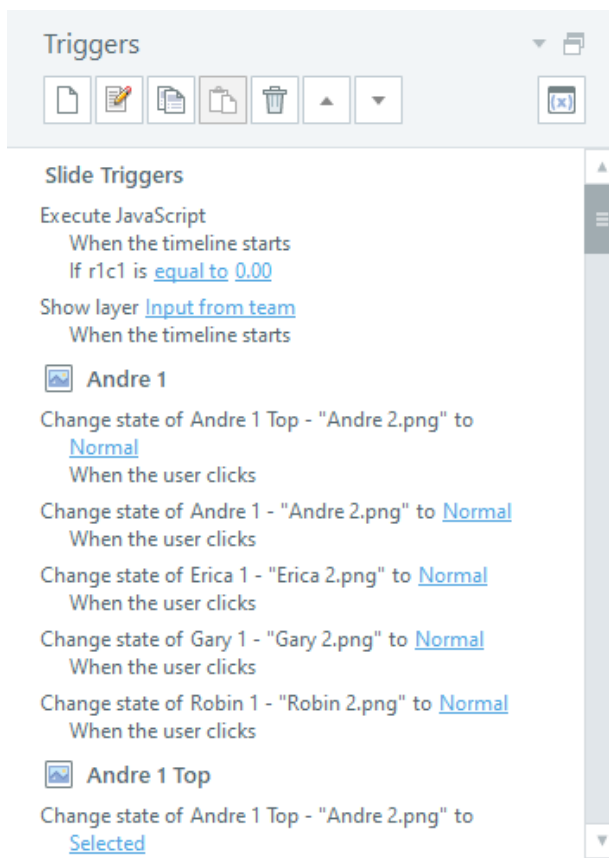 Triggers
(x)
Slide Triggers
Execute JavaScript
When the timeline starts
If r1c1 is equal to 0.00
Show layer Input from team
When the timeline starts
Andre 1
Change state of Andre 1 Top - "Andre 2.png" to
Normal
When the user clicks
Change state of Andre 1 - "Andre 2.png" to Normal
When the user clicks
Change state of Erica 1 - "Erica 2.png" to Normal
When the user clicks
Change state of Gary 1 - "Gary 2.png" to Normal
When the user clicks
Change state of Robin 1 - "Robin 2.png" to Normal
When the user clicks
Andre 1 Top
Change state of Andre 1 Top - "Andre 2.png" to
Selected